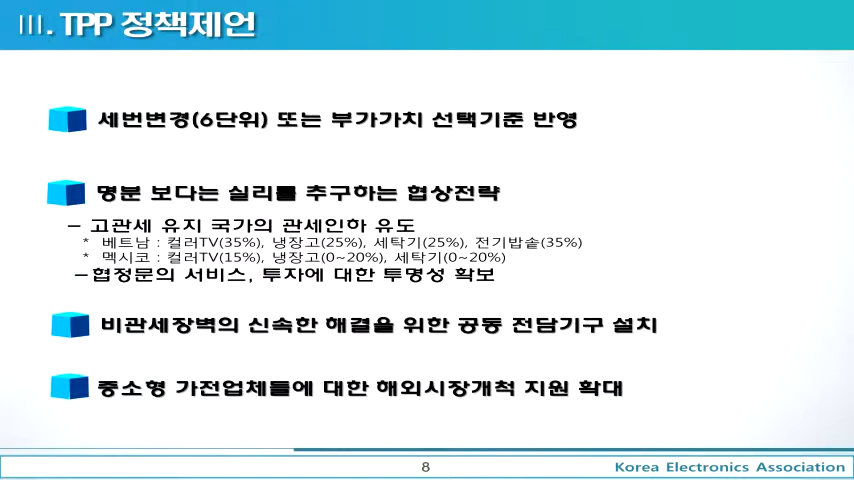 III. TPP 정책제언
세번변경(6단위) 또는 부가가치 선택기준 반영
명분 보다는 실리를 추구하는 협상전략
– 고관세 유지 국가의 관세인하 유도
* 베트남 : 컬러TV(35%), 냉장고(25%), 세탁기(25%), 전기밥솥(35%)
* 멕시코 : 컬러TV(15%), 냉장고(0~20%), 세탁기(0~20%)
–협정문의 서비스, 투자에 대한 투명성 확보
비관세장벽의 신속한 해결을 위한 공동 전담기구 설치
중소형 가전업체들에 대한 해외시장개척 지원 확대
8
Korea Electronics Association